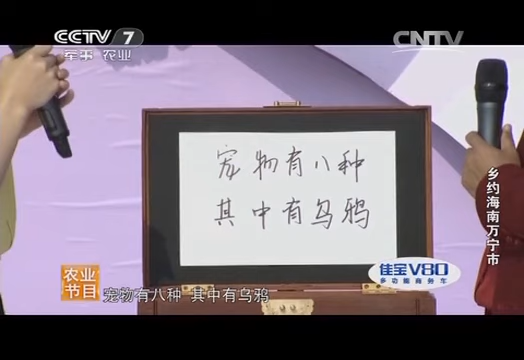 CCTV 7
军事·农业
CNTV
宠物有八种
其中有乌鸦
乡约海南万宁市
佳宝V80
多功能商务车
农业
节目
宠物有八种 其中有乌鸦